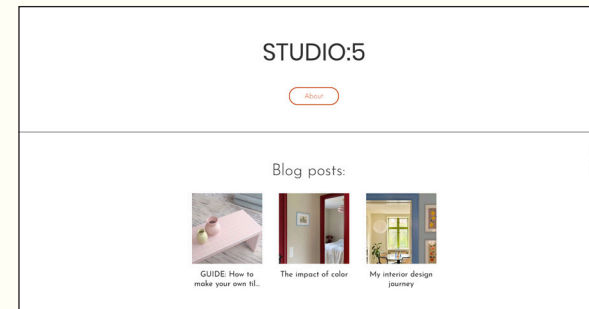 STUDIO:5
About
Blog posts:
GUIDE: How to
make your own til...
The impact of color
My interior design
journey